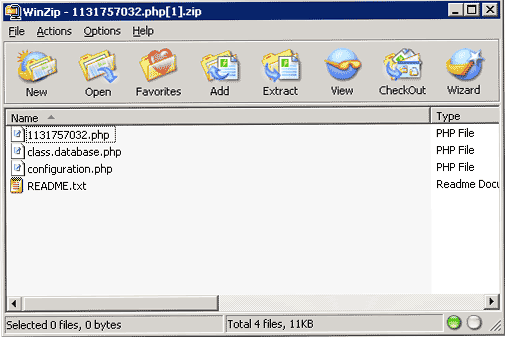 WinZip - 1131757032.php[1].zip
File Actions Options Help
New Open Favorites Add Extract View CheckOut Wizard
Name Type
1131757032.php PHP File
class.database.php PHP File
configuration.php PHP File
README.txt Readme Docu
Selected 0 files, 0 bytes Total 4 files, 11KB